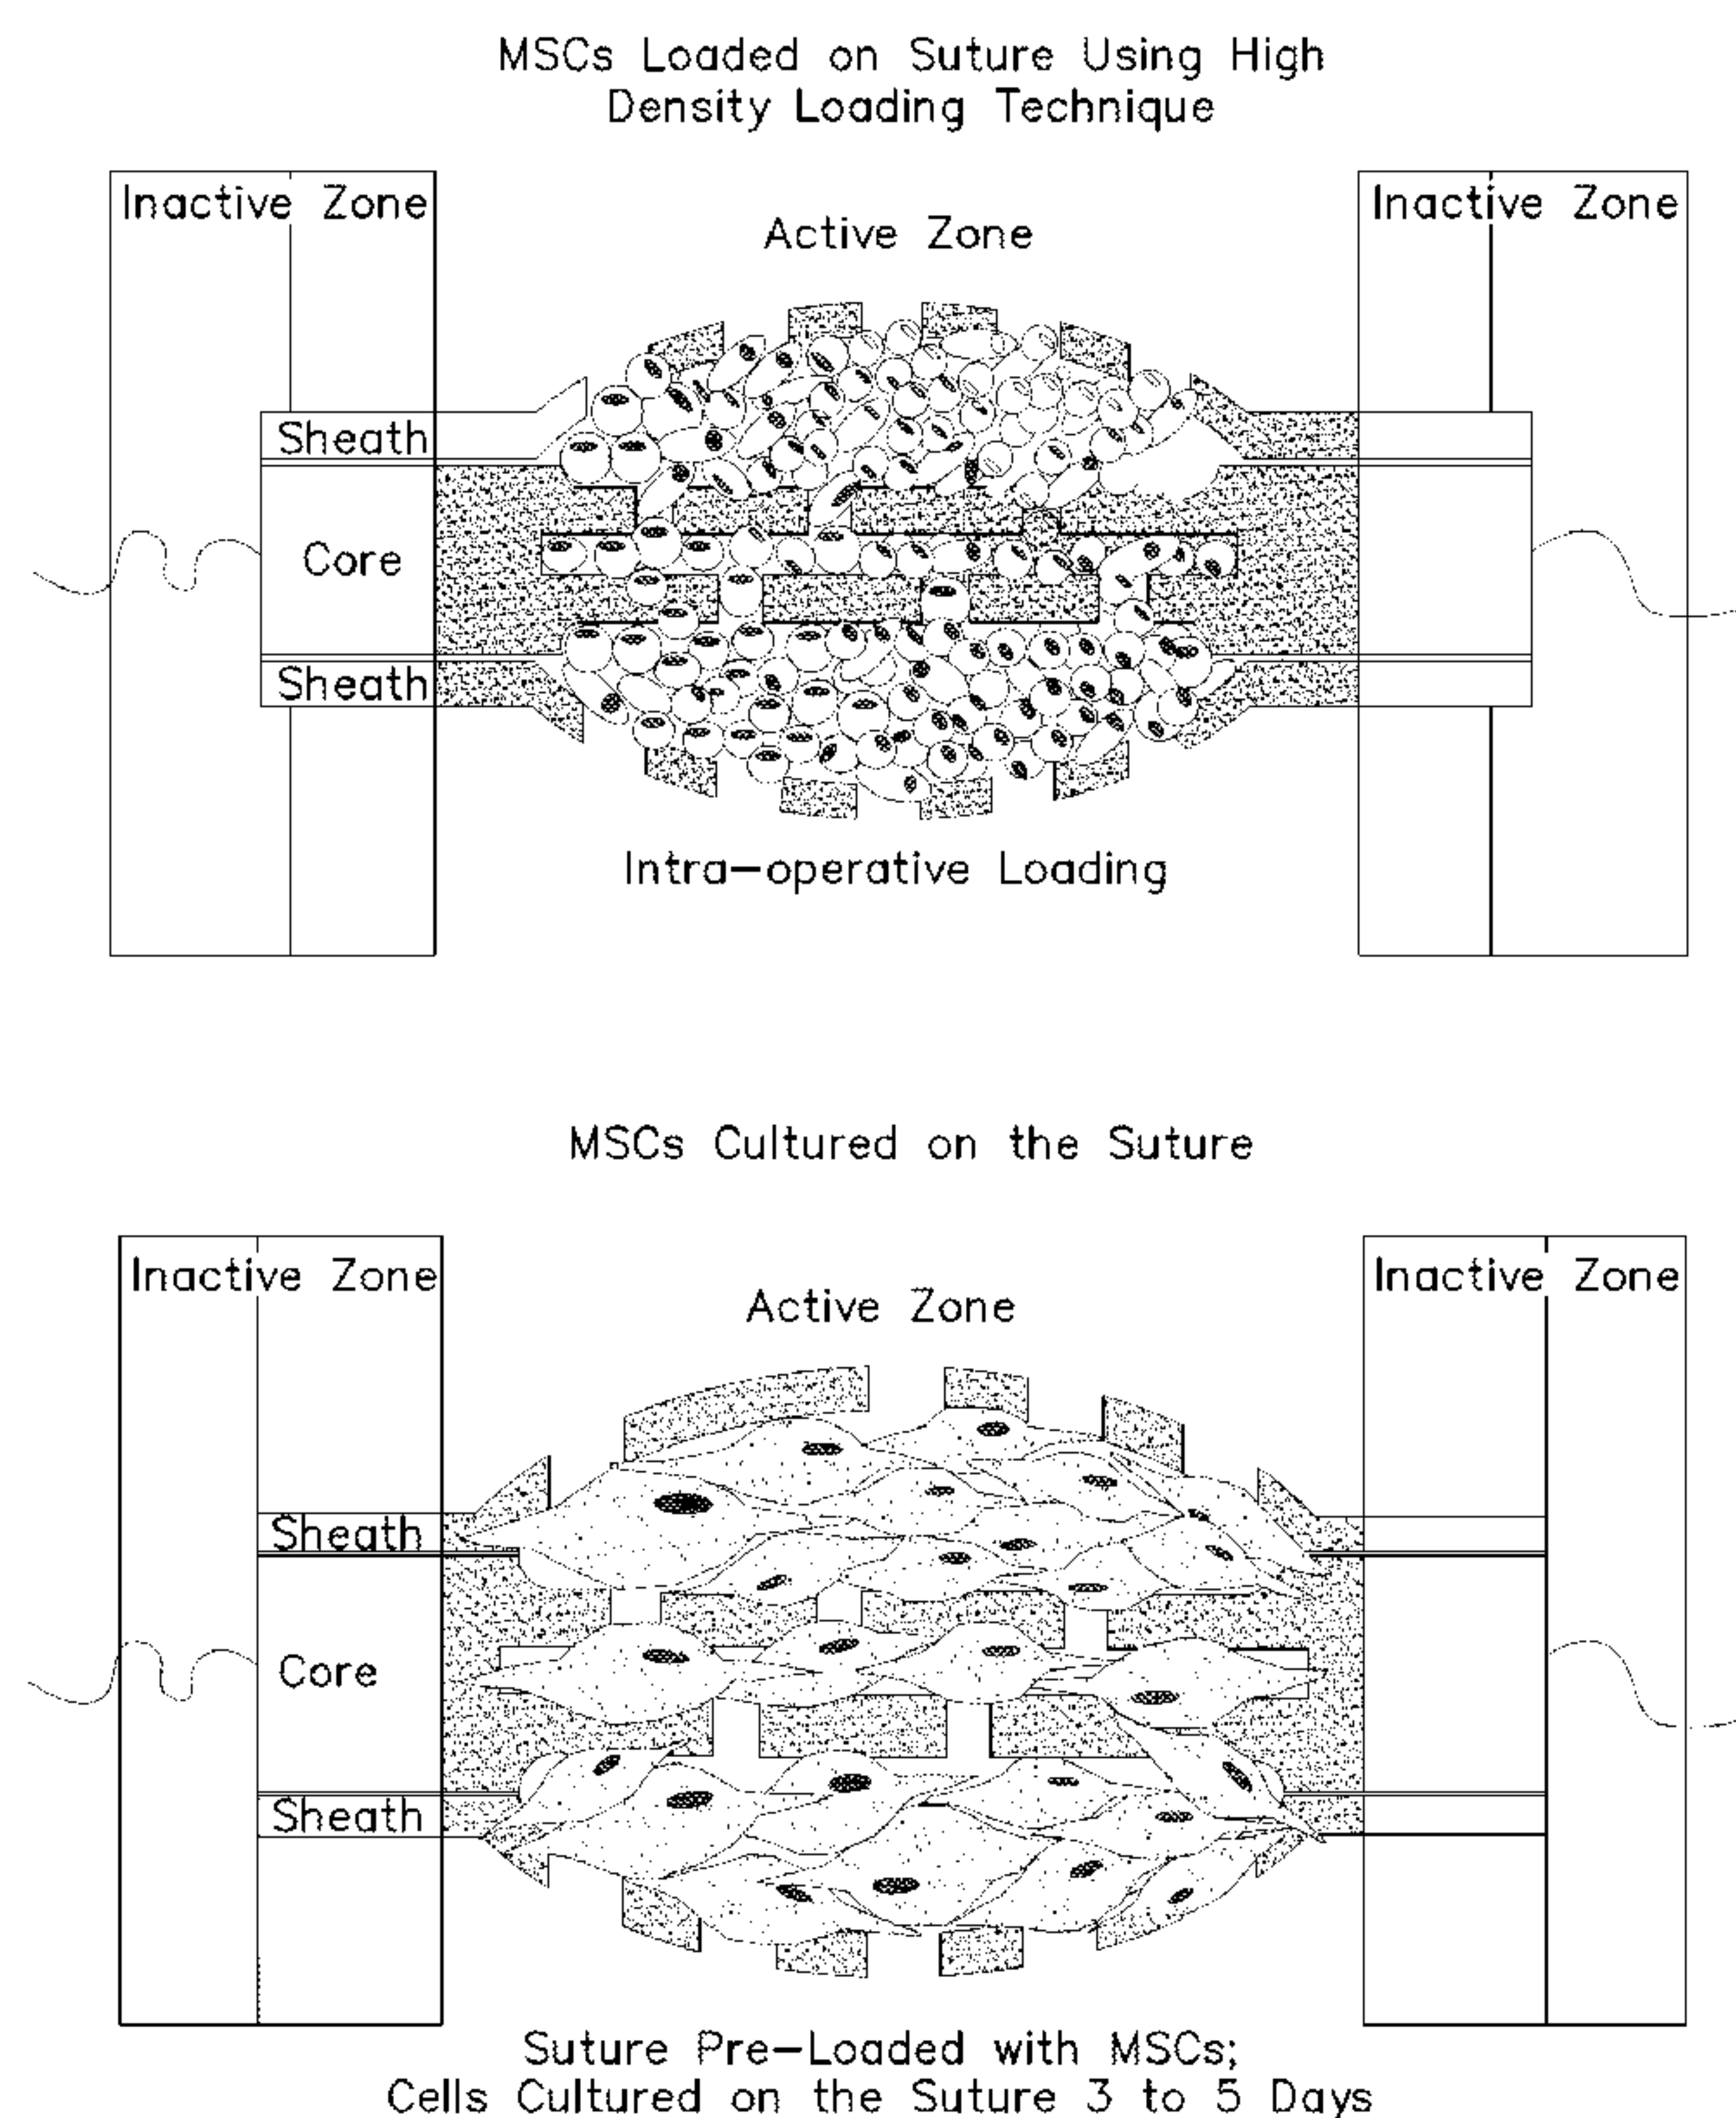 MSCs Loaded on Suture Using High
Density Loading Technique
Inactive Zone
Inactive Zone
Active Zone
Sheath
Core
Sheath
Intra-operative Loading
MSCs Cultured on the Suture
Inactive Zone
Inactive Zone
Active Zone
Sheath
Core
Sheath
Suture Pre-Loaded with MSCs;
Cells Cultured on the Suture 3 to 5 Days